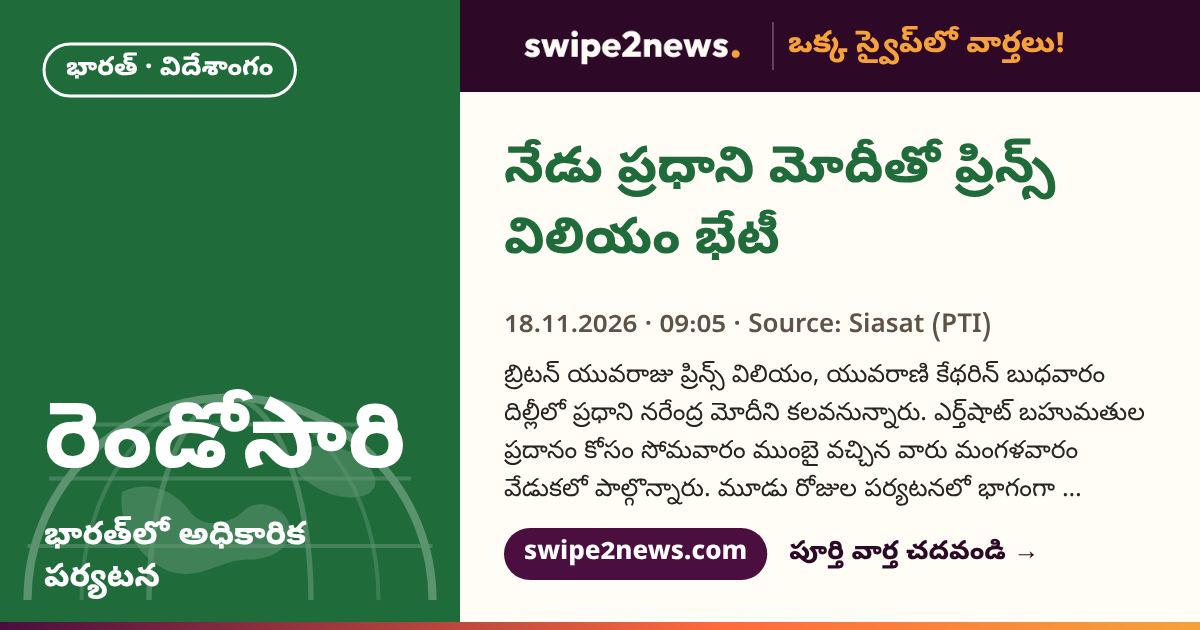 భారత్ · విదేశాంగం
రెండోసారి
భారత్‌లో అధికారిక
పర్యటన
swipe2news.
ఒక్క స్వైప్‌లో వార్తలు!
నేడు ప్రధాని మోదీతో ప్రిన్స్
విలియం భేటీ
18.11.2026 · 09:05 · Source: Siasat (PTI)
బ్రిటన్ యువరాజు ప్రిన్స్ విలియం, యువరాణి కేథరిన్ బుధవారం
దిల్లీలో ప్రధాని నరేంద్ర మోదీని కలవనున్నారు. ఎర్త్‌షాట్ బహుమతుల
ప్రదానం కోసం సోమవారం ముంబై వచ్చిన వారు మంగళవారం
వేడుకలో పాల్గొన్నారు. మూడు రోజుల పర్యటనలో భాగంగా ...
swipe2news.com
పూర్తి వార్త చదవండి →